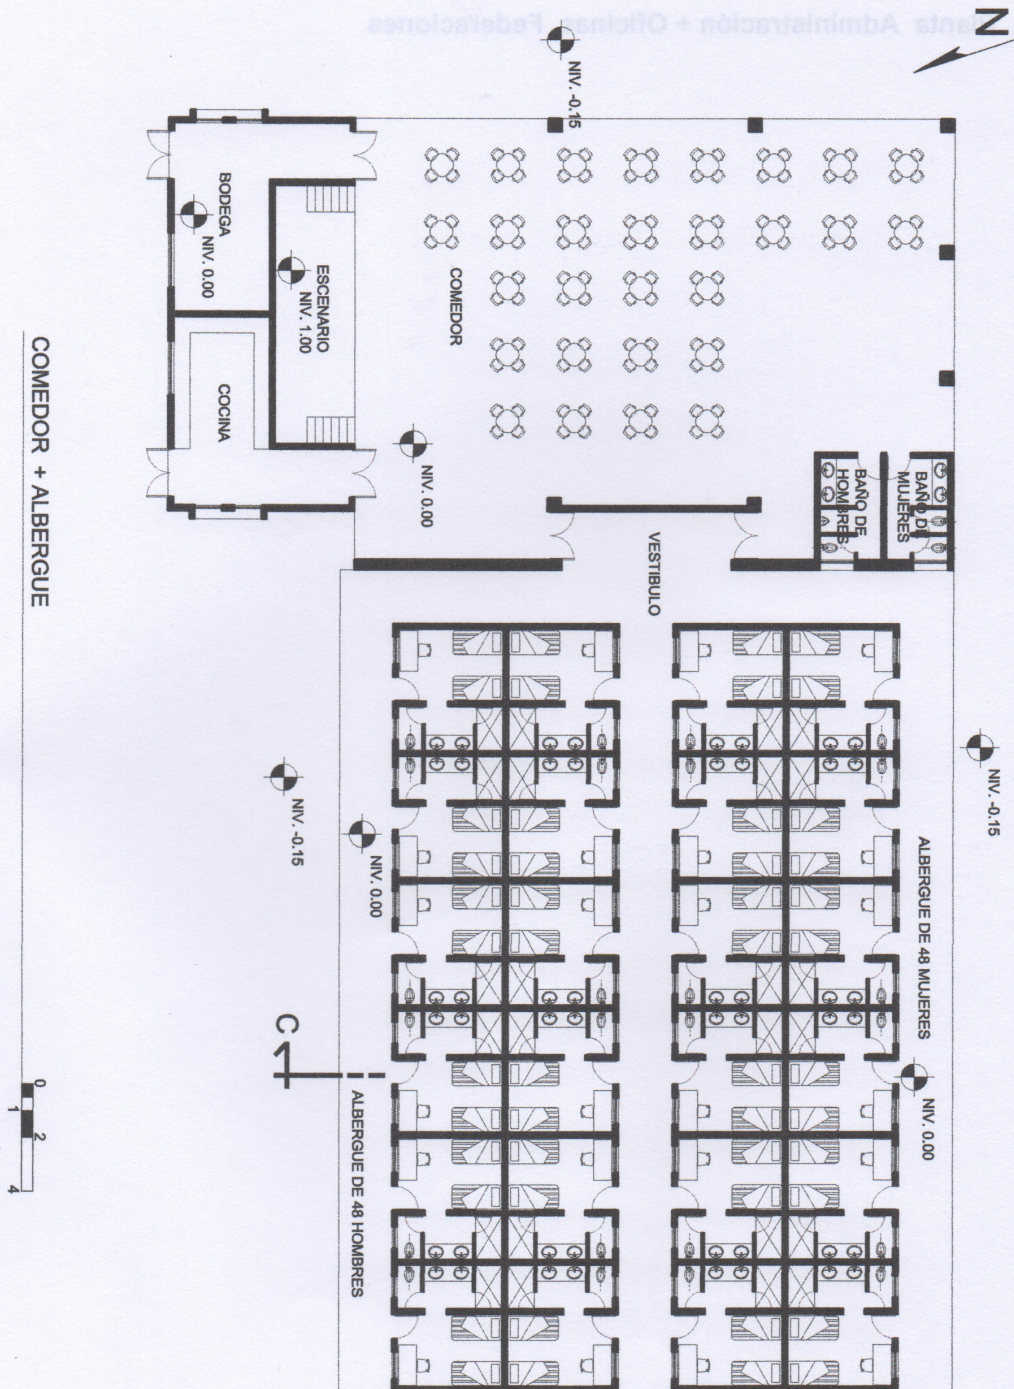 Planta Administración + Oficinas Federaciones
N
NIV. -0.15
BODEGA
NIV. 0.00
ESCENARIO
NIV. 1.00
COMEDOR
COCINA
NIV. 0.00
BAÑO DE
MUJERES
BAÑO DE
HOMBRES
VESTIBULO
NIV. -0.15
NIV. -0.15
NIV. 0.00
ALBERGUE DE 48 MUJERES
NIV. 0.00
C
1
ALBERGUE DE 48 HOMBRES
COMEDOR + ALBERGUE
0 1 2 4